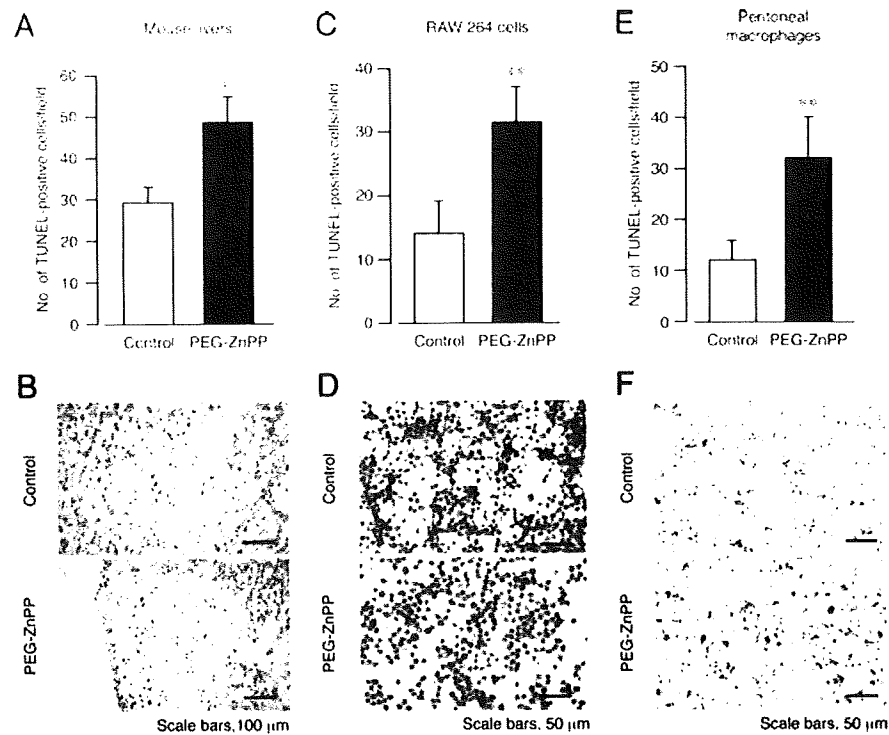 A
Mouse livers
No. of TUNEL-positive cells/field
60
50
40
30
20
10
0
Control
PEG-ZnPP
*
C
RAW 264 cells
No. of TUNEL-positive cells/field
40
30
20
10
0
Control
PEG-ZnPP
**
E
Peritoneal
macrophages
No. of TUNEL-positive cells/field
50
40
30
20
10
0
Control
PEG-ZnPP
**
B
Control
PEG-ZnPP
Scale bars, 100 μm
D
Control
PEG-ZnPP
Scale bars, 50 μm
F
Control
PEG-ZnPP
Scale bars, 50 μm